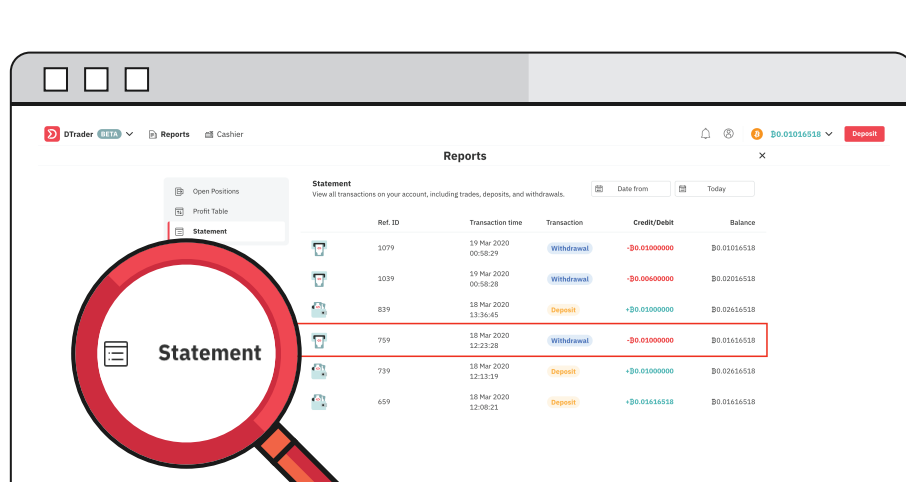 DTrader BETA Reports Cashier ₿0.01016518 Deposit
Reports
Open Positions
Profit Table
Statement
Statement
View all transactions on your account, including trades, deposits, and withdrawals.
Date from Today
Ref. ID Transaction time Transaction Credit/Debit Balance
1079 19 Mar 2020 00:58:29 Withdrawal -₿0.01000000 ₿0.01016518
1039 19 Mar 2020 00:58:28 Withdrawal -₿0.00600000 ₿0.02016518
839 18 Mar 2020 13:36:45 Deposit +₿0.01000000 ₿0.02616518
759 18 Mar 2020 12:23:28 Withdrawal -₿0.01000000 ₿0.01616518
739 18 Mar 2020 12:13:19 Deposit +₿0.01000000 ₿0.02616518
659 18 Mar 2020 12:08:21 Deposit +₿0.01616518 ₿0.01616518
Statement